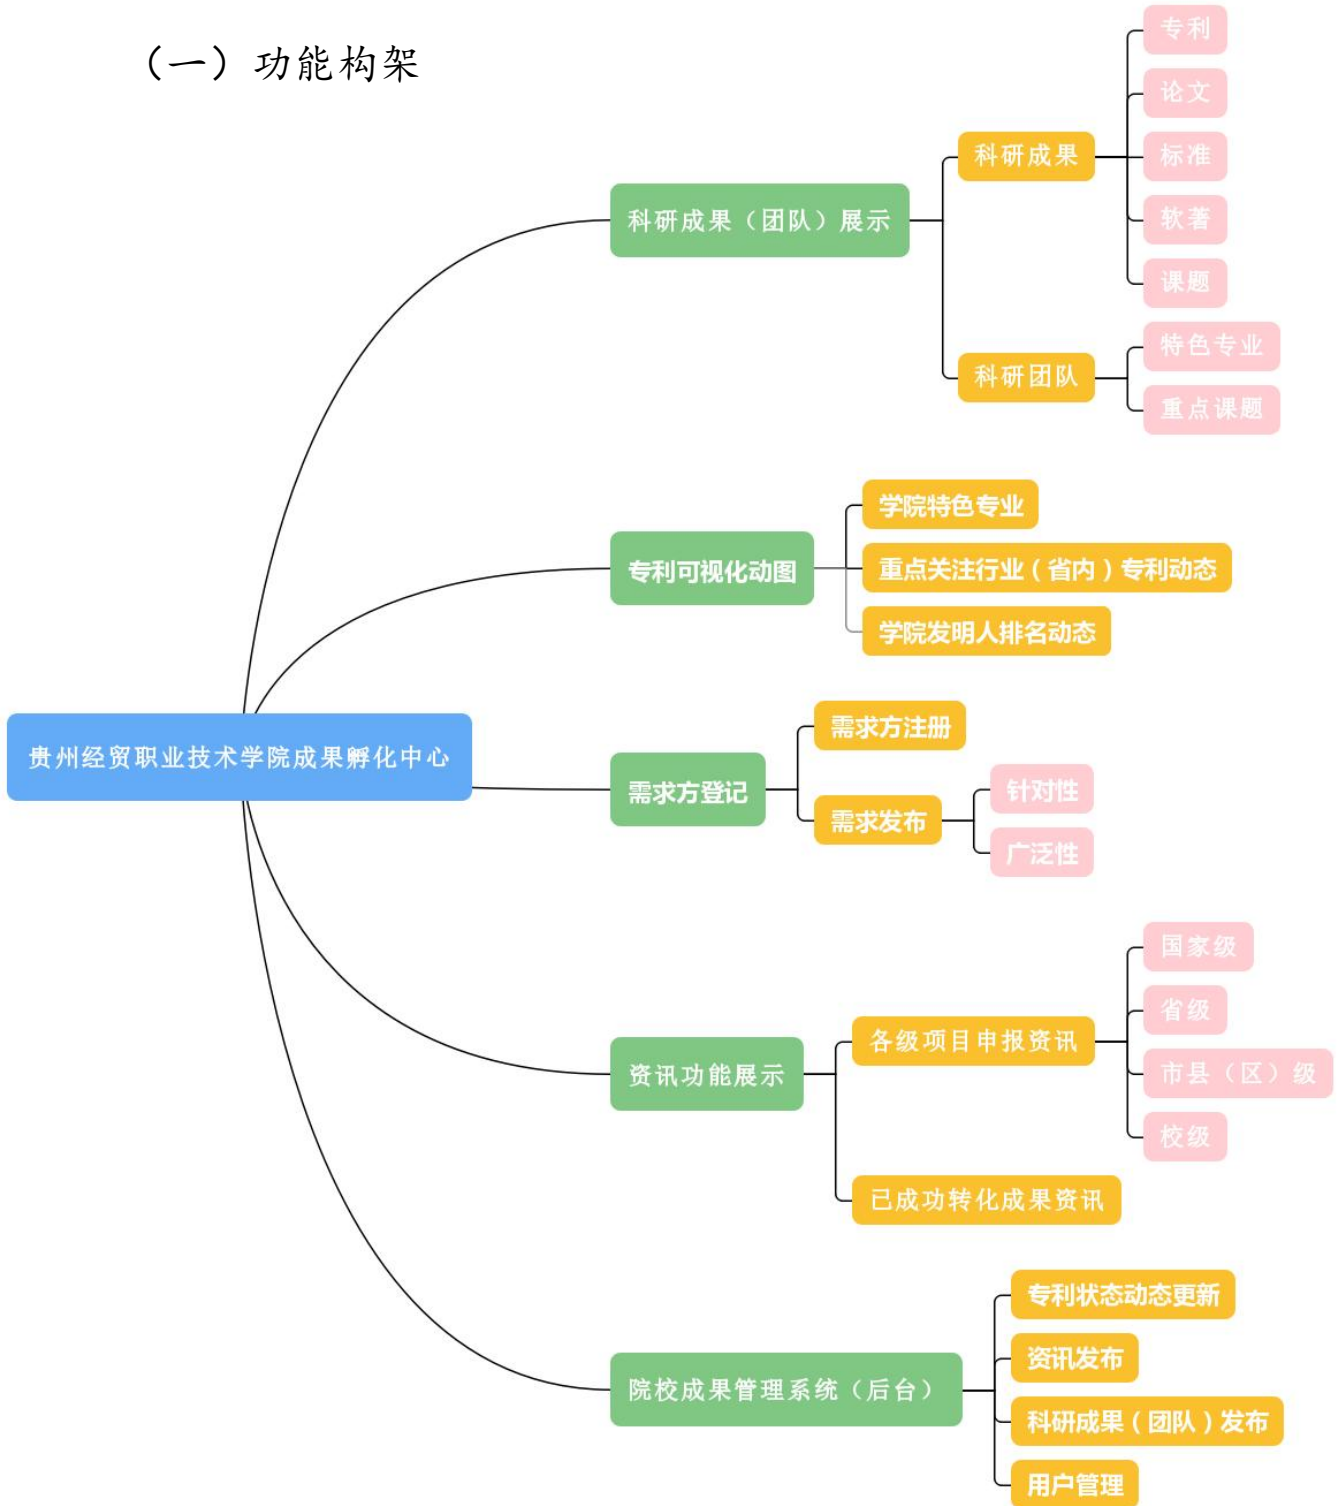 （一）功能构架
贵州经贸职业技术学院成果孵化中心
科研成果（团队）展示
科研成果
专利
论文
标准
软著
课题
科研团队
特色专业
重点课题
专利可视化动图
学院特色专业
重点关注行业（省内）专利动态
学院发明人排名动态
需求方登记
需求方注册
需求发布
针对性
广泛性
资讯功能展示
各级项目申报资讯
国家级
省级
市县（区）级
校级
已成功转化成果资讯
院校成果管理系统（后台）
专利状态动态更新
资讯发布
科研成果（团队）发布
用户管理